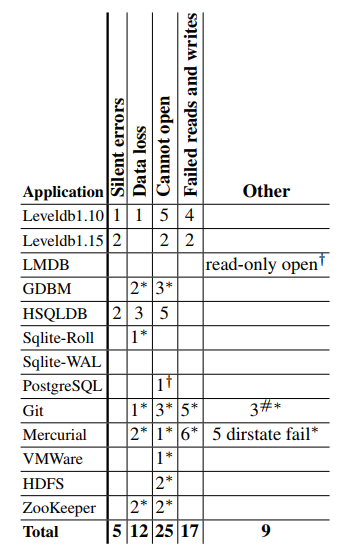 Application Silent errors Data loss Cannot open Failed reads and writes Other
Leveldb1.10 1 1 5 4
Leveldb1.15 2 2 2
LMDB read-only open†
GDBM 2* 3*
HSQLDB 2 3 5
Sqlite-Roll 1*
Sqlite-WAL
PostgreSQL 1†
Git 1* 3* 5* 3#*
Mercurial 2* 1* 6* 5 dirstate fail*
VMWare 1*
HDFS 2*
ZooKeeper 2* 2*
Total 5 12 25 17 9